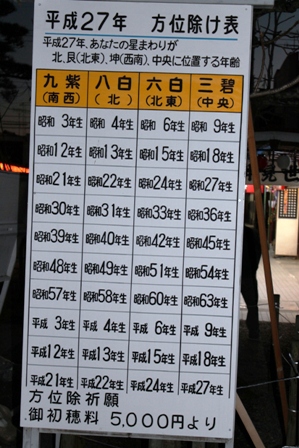 平成27年 方位除け表
平成27年、あなたの星まわりが
北、艮(北東)、坤(西南)、中央に位置する年齢
九紫 八白 六白 三碧
(南西) (北) (北東) (中央)
昭和 3年生 昭和 4年生 昭和 6年生 昭和 9年生
昭和12年生 昭和13年生 昭和15年生 昭和18年生
昭和21年生 昭和22年生 昭和24年生 昭和27年生
昭和30年生 昭和31年生 昭和33年生 昭和36年生
昭和39年生 昭和40年生 昭和42年生 昭和45年生
昭和48年生 昭和49年生 昭和51年生 昭和54年生
昭和57年生 昭和58年生 昭和60年生 昭和63年生
平成 3年生 平成 4年生 平成 6年生 平成 9年生
平成12年生 平成13年生 平成15年生 平成18年生
平成21年生 平成22年生 平成24年生 平成27年生
方位除祈願
御初穂料 5,000円より